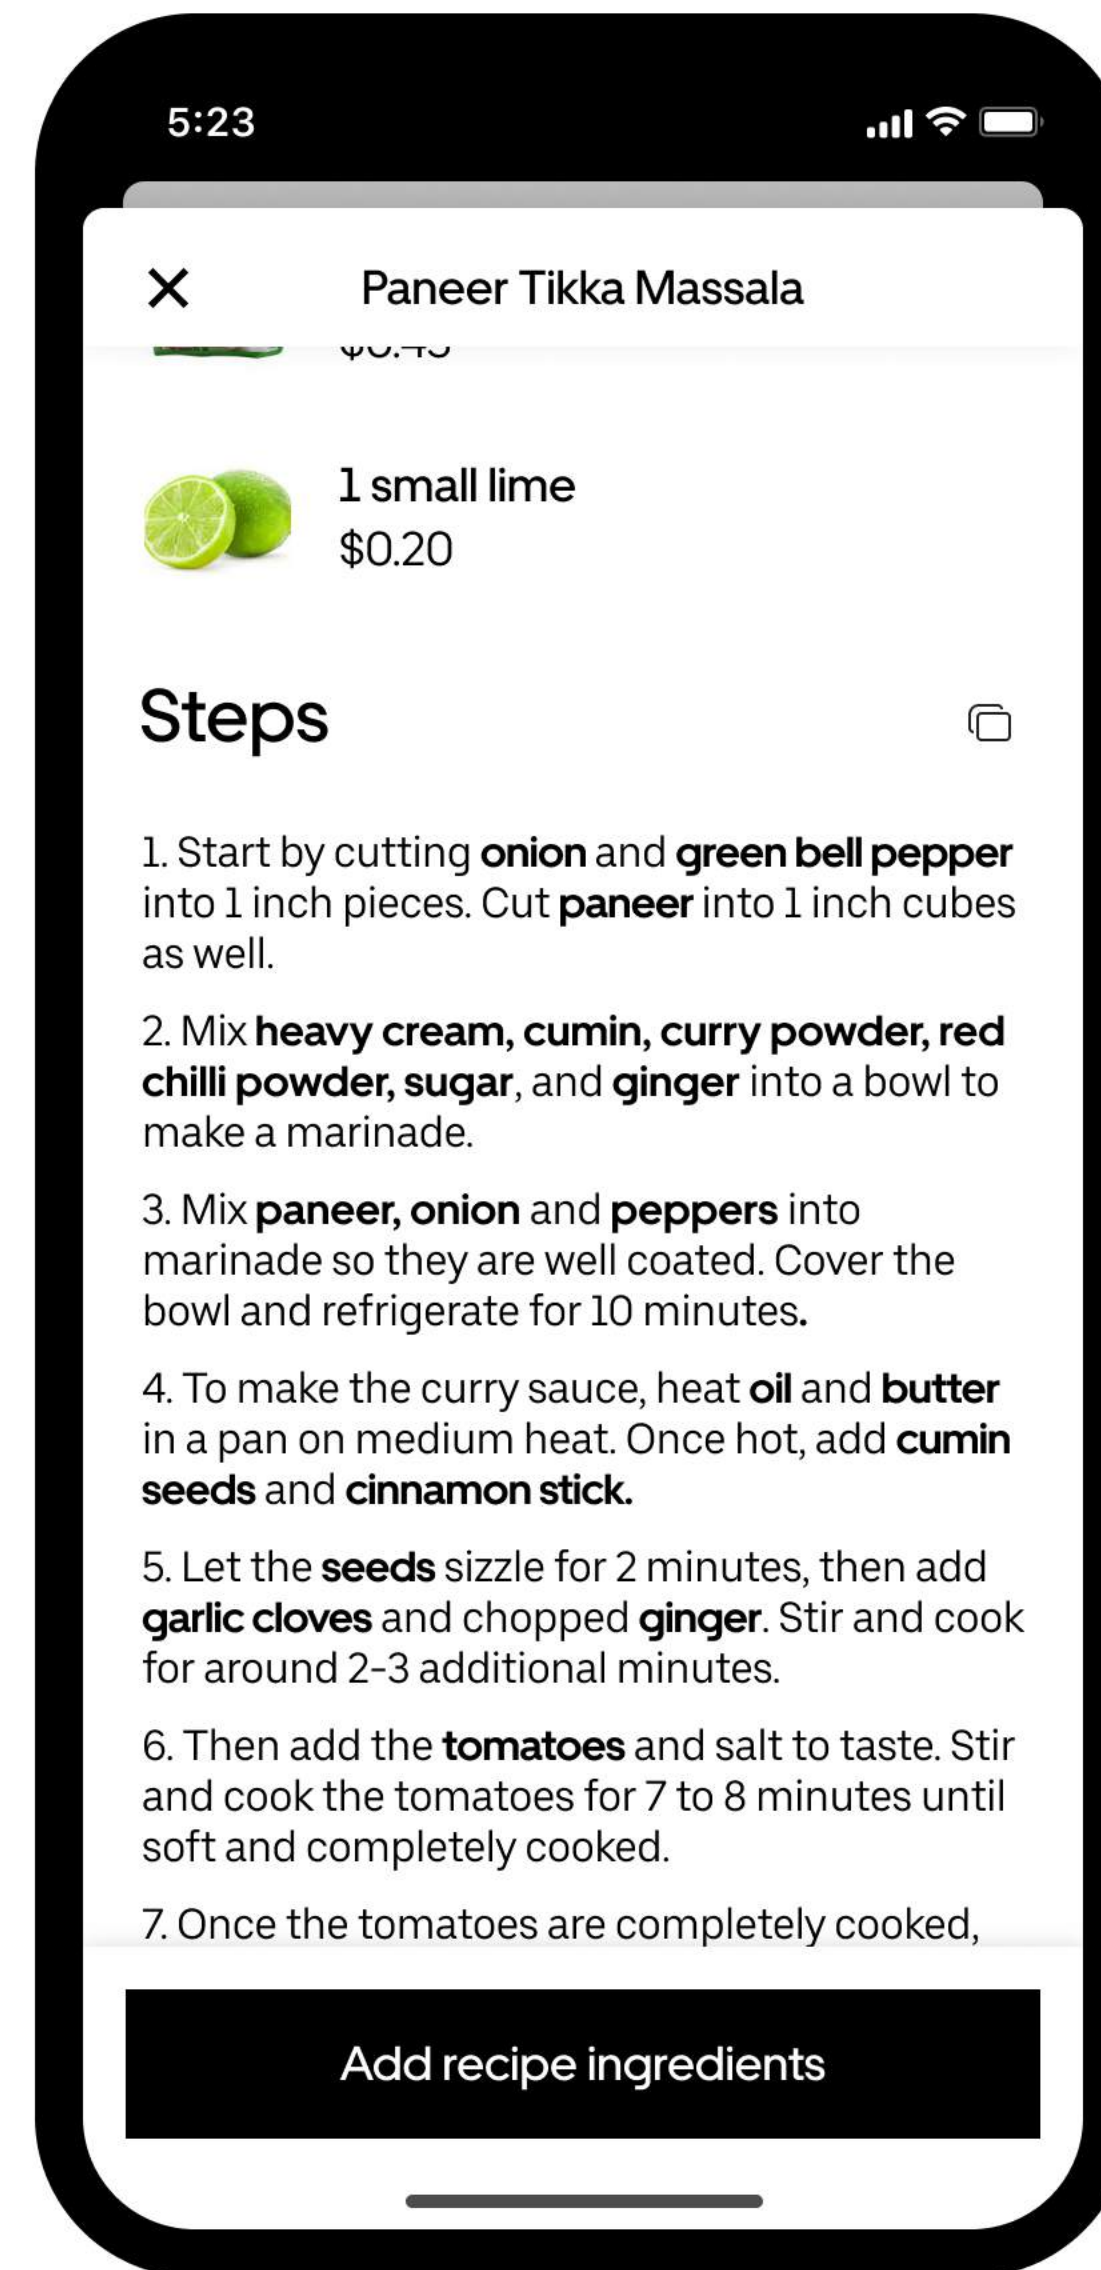 5:23
Paneer Tikka Massala
1 small lime
$0.20
Steps
1. Start by cutting onion and green bell pepper
into 1 inch pieces. Cut paneer into 1 inch cubes
as well.
2. Mix heavy cream, cumin, curry powder, red
chilli powder, sugar, and ginger into a bowl to
make a marinade.
3. Mix paneer, onion and peppers into
marinade so they are well coated. Cover the
bowl and refrigerate for 10 minutes.
4. To make the curry sauce, heat oil and butter
in a pan on medium heat. Once hot, add cumin
seeds and cinnamon stick.
5. Let the seeds sizzle for 2 minutes, then add
garlic cloves and chopped ginger. Stir and cook
for around 2-3 additional minutes.
6. Then add the tomatoes and salt to taste. Stir
and cook the tomatoes for 7 to 8 minutes until
soft and completely cooked.
7. Once the tomatoes are completely cooked,
Add recipe ingredients